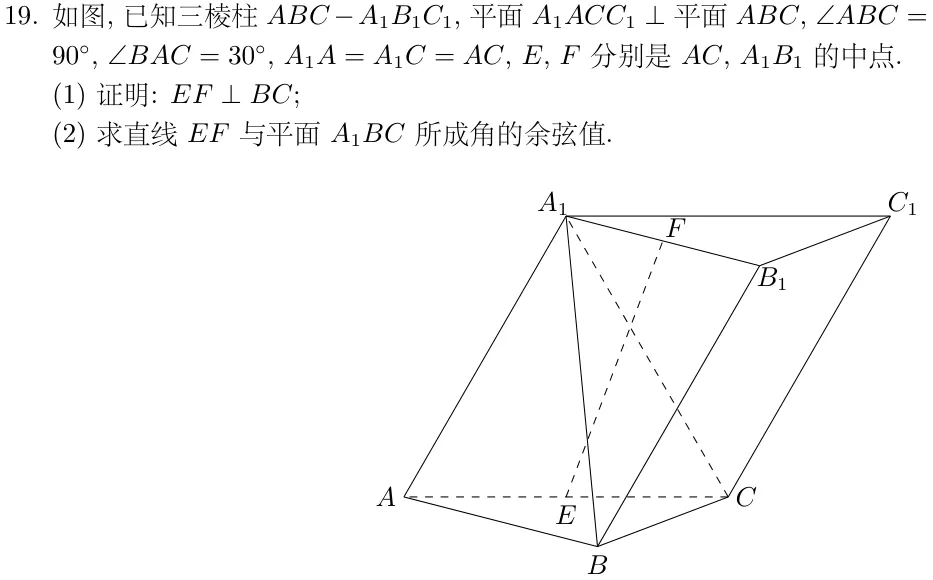 19. 如图, 已知三棱柱 ABC − A₁B₁C₁, 平面 A₁ACC₁ ⊥ 平面 ABC, ∠ABC =
90°, ∠BAC = 30°, A₁A = A₁C = AC, E, F 分别是 AC, A₁B₁ 的中点.
(1) 证明: EF ⊥ BC;
(2) 求直线 EF 与平面 A₁BC 所成角的余弦值.
A₁
C₁
F
B₁
A
E
C
B